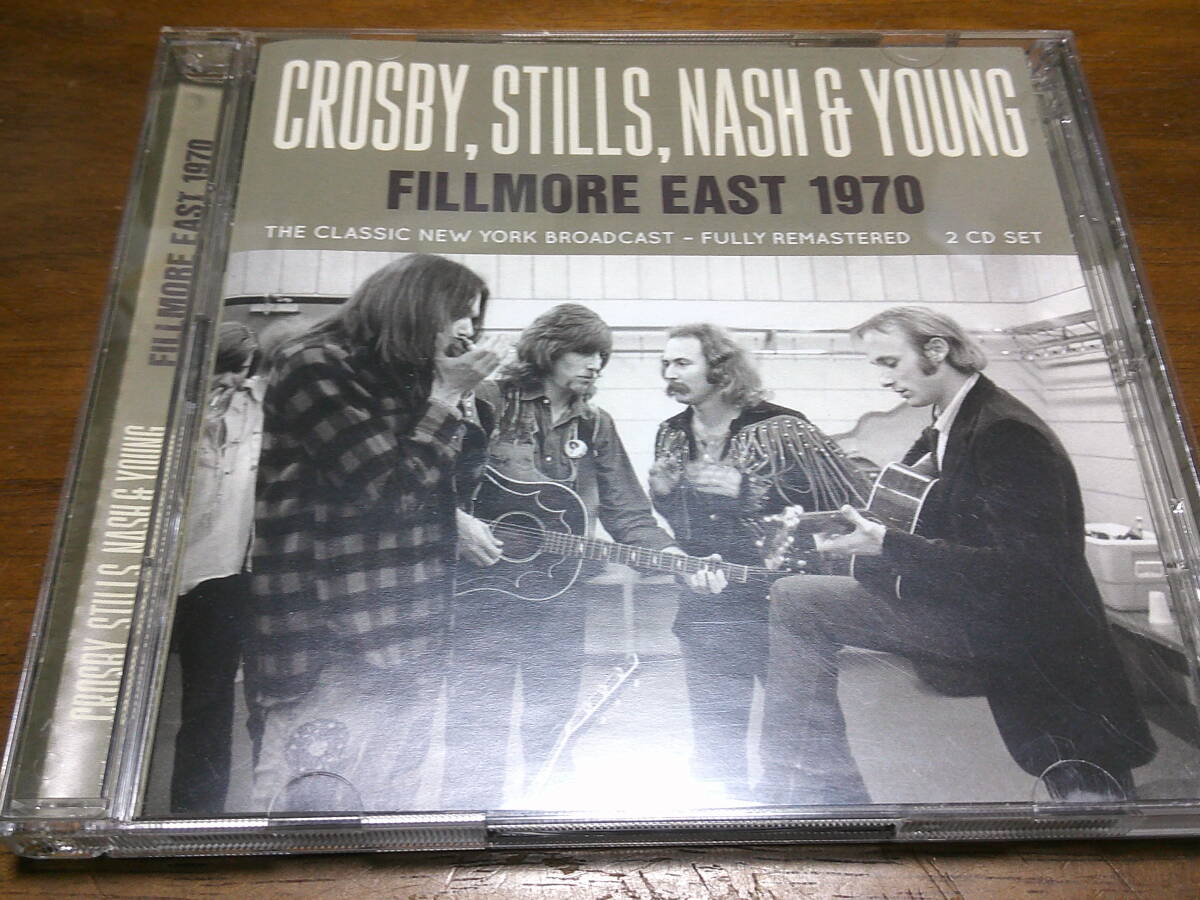 CROSBY, STILLS, NASH & YOUNG
FILLMORE EAST 1970
THE CLASSIC NEW YORK BROADCAST – FULLY REMASTERED 2 CD SET
CROSBY STILLS NASH & YOUNG
FILLMORE EAST 1970